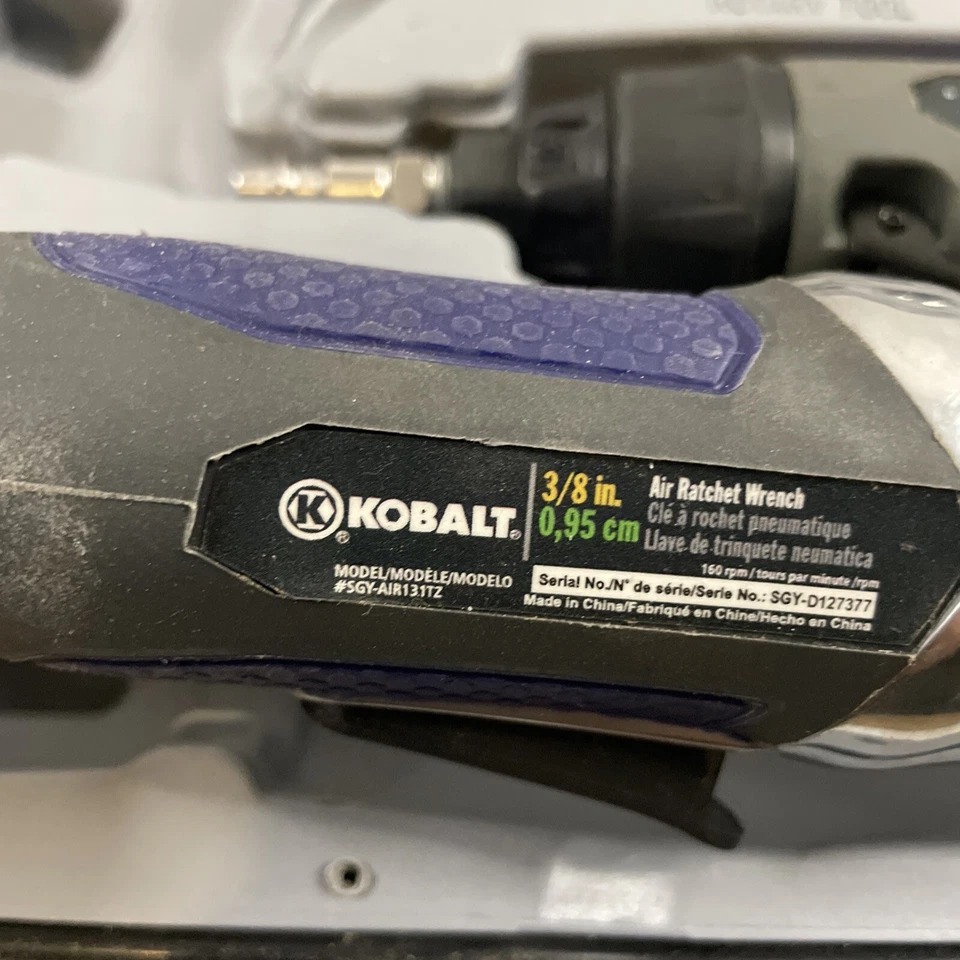 ROTARY TOOL
K
®
KOBALT®
3/8 in.
0,95 cm
Air Ratchet Wrench
Clé à rochet pneumatique
Llave de trinquete neumatica
160 rpm / tours par minute /rpm
MODEL/MODÈLE/MODELO
#SGY-AIR131TZ
Serial No./N° de série/Serie No.: SGY-D127377
Made in China/Fabriqué en Chine/Hecho en China